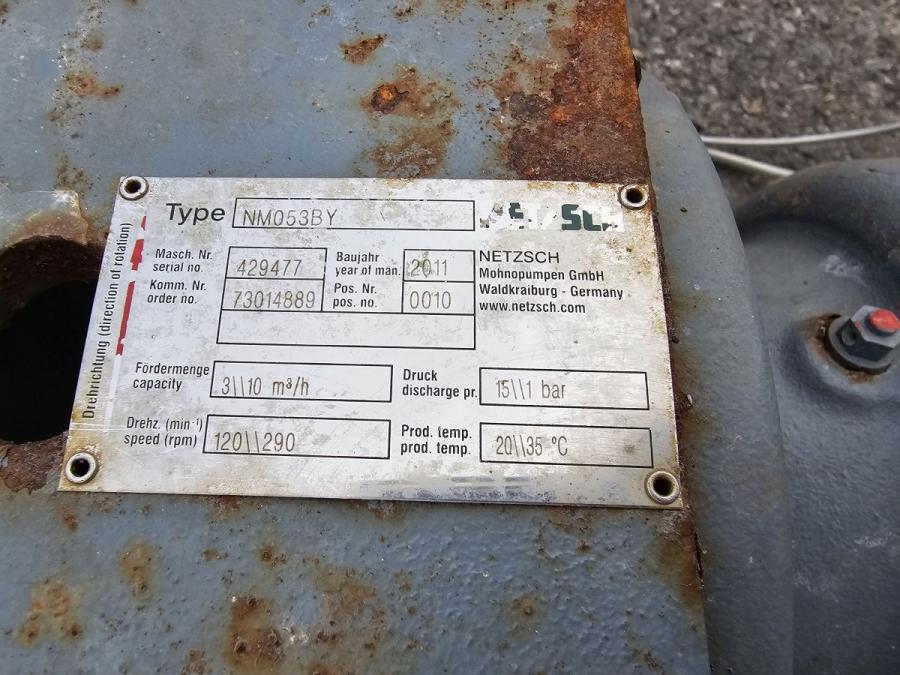 Type NM053BY
NETZSCH
Masch. Nr. serial no. 429477 Baujahr year of man. 2011
Komm. Nr. order no. 73014889 Pos. Nr. pos. no. 0010
NETZSCH
Mohnopumpen GmbH
Waldkraiburg - Germany
www.netzsch.com
Drehrichtung (direction of rotation)
Fördermenge capacity 3\\10 m³/h Druck discharge pr. 15\\1 bar
Drehz. (min⁻¹) speed (rpm) 120\\290 Prod. temp. prod. temp. 20\\35 °C